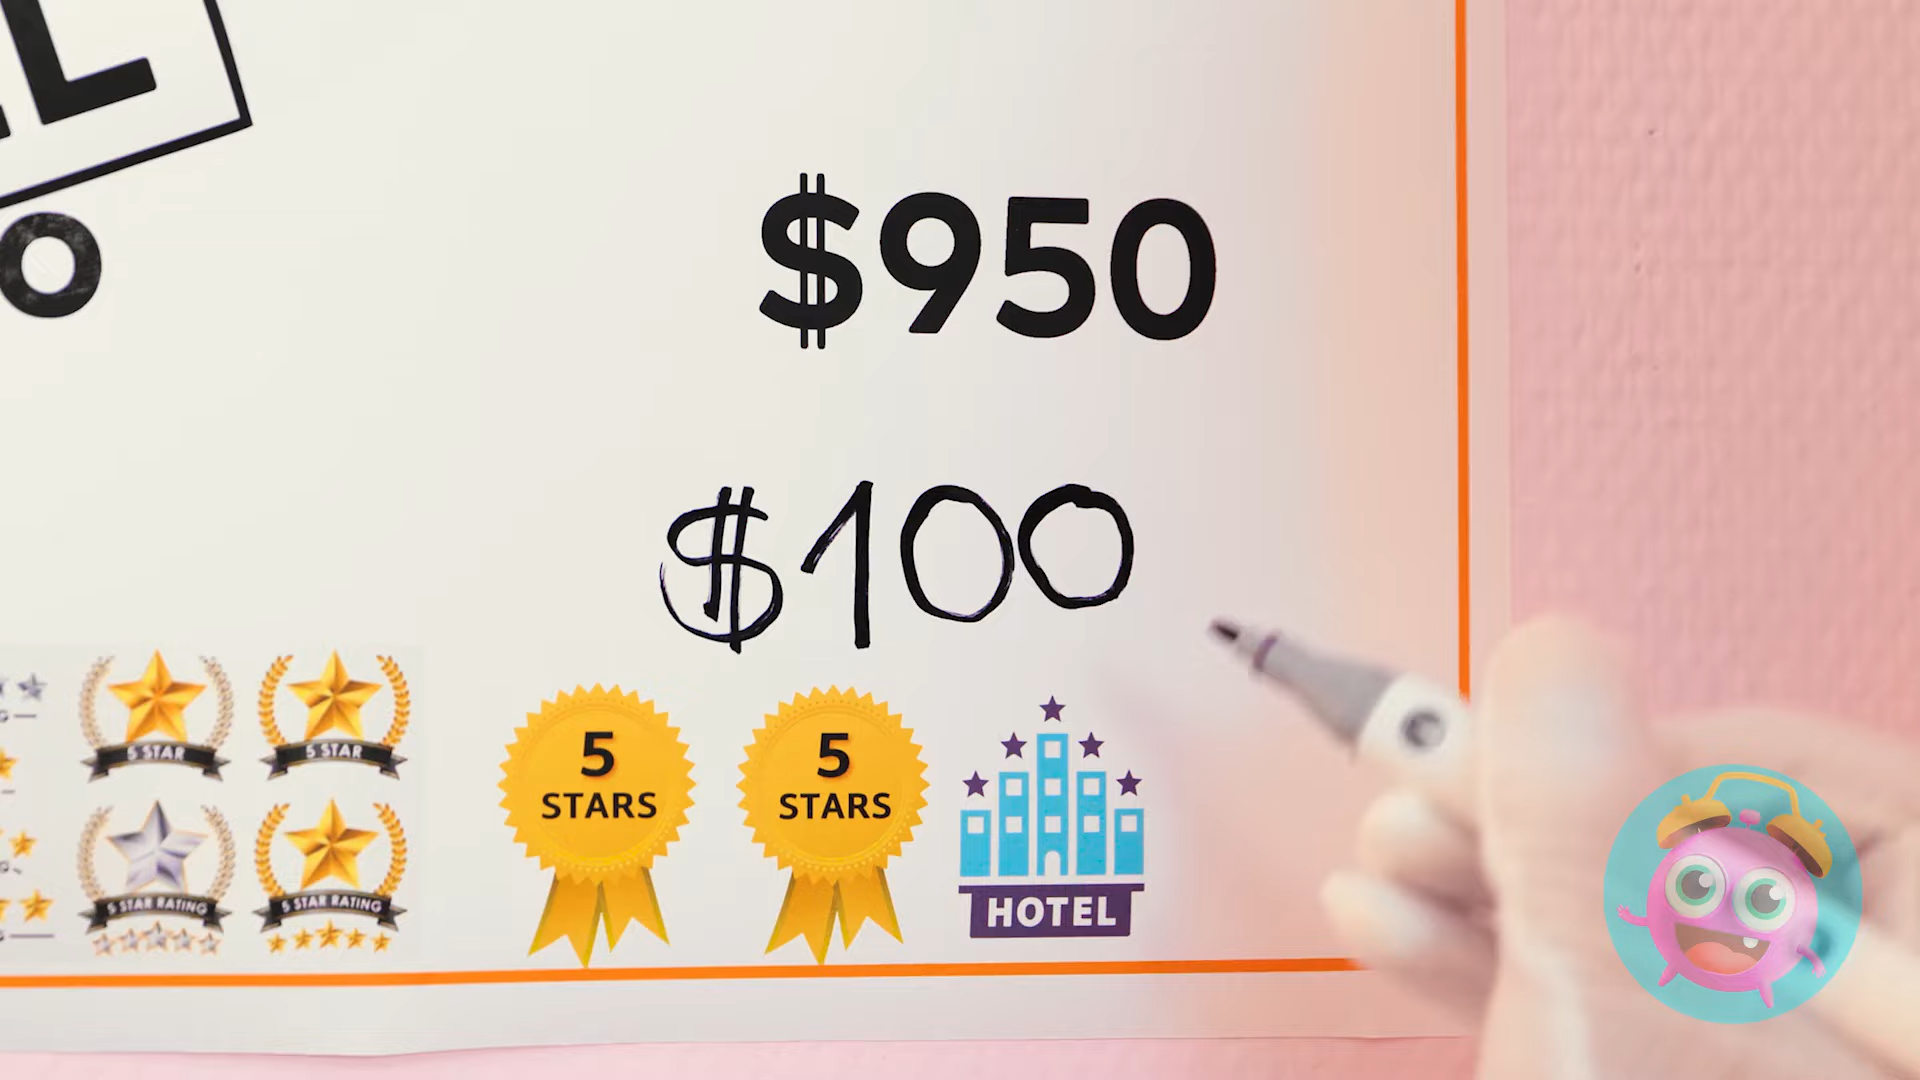 L
O
$950
$100
5 STAR
5 STAR
5 STAR RATING
5 STAR RATING
5
STARS
5
STARS
HOTEL